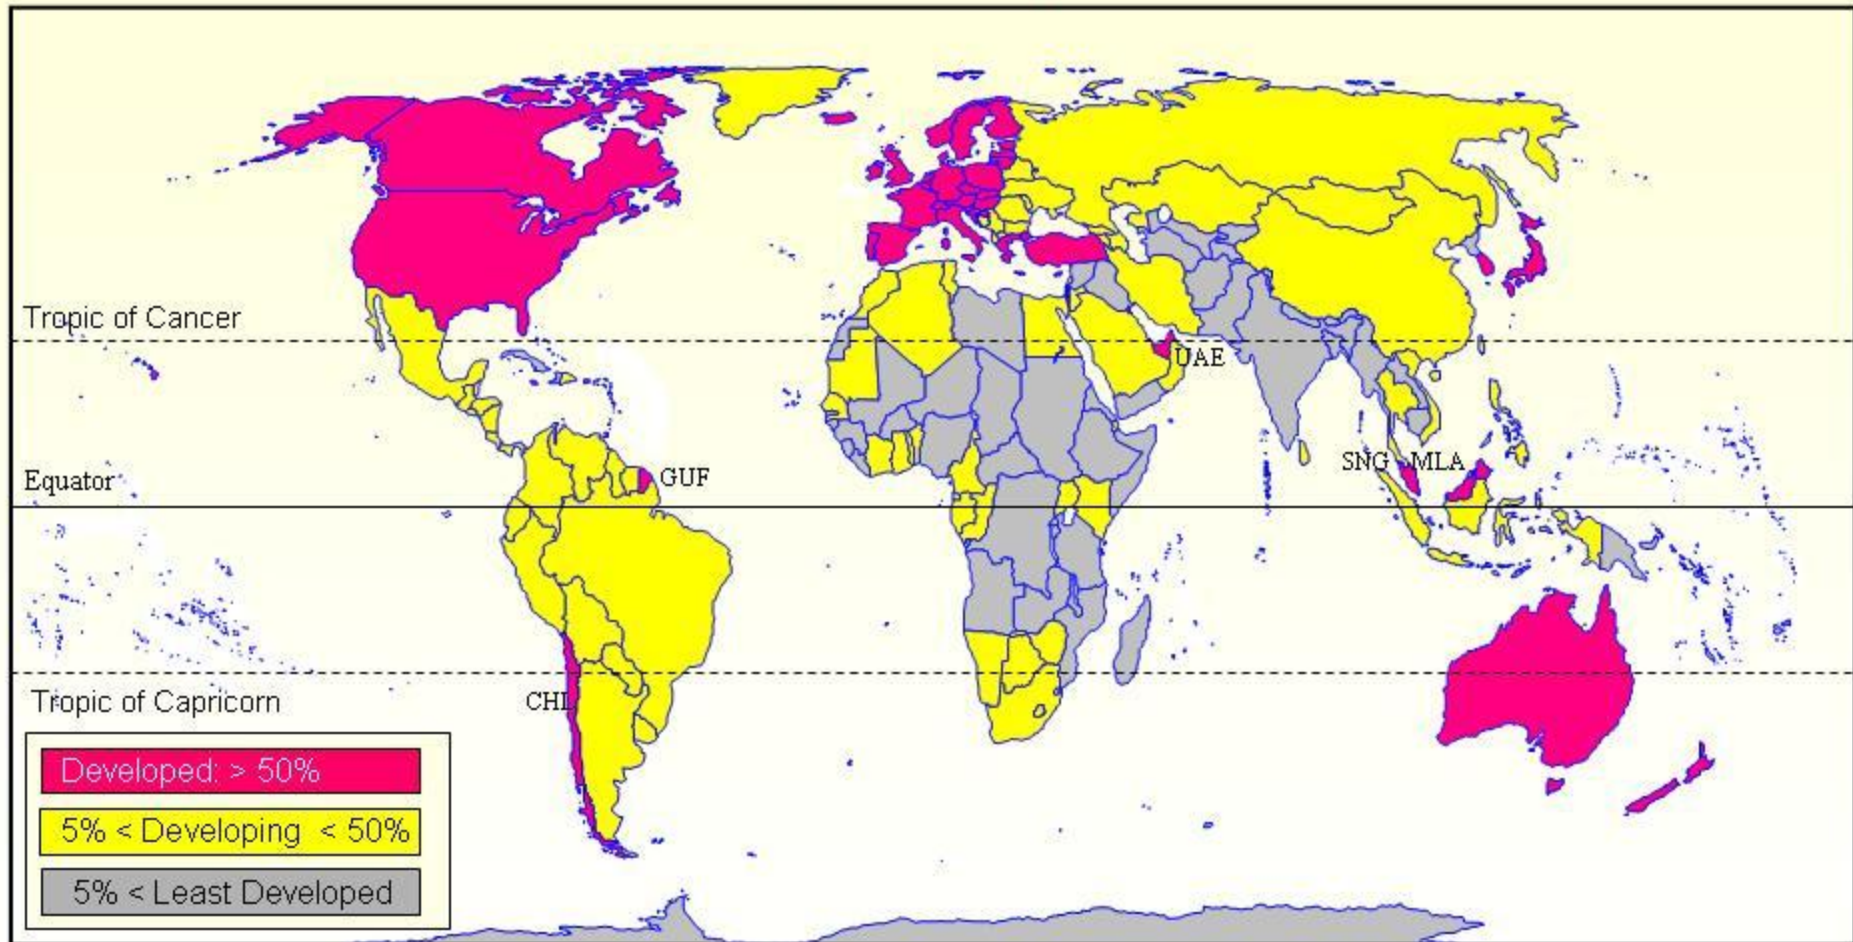 Tropic of Cancer
UAE
SNG
MLA
Equator
GUF
Tropic of Capricorn
CHL
Developed: > 50%
5% < Developing < 50%
5% < Least Developed